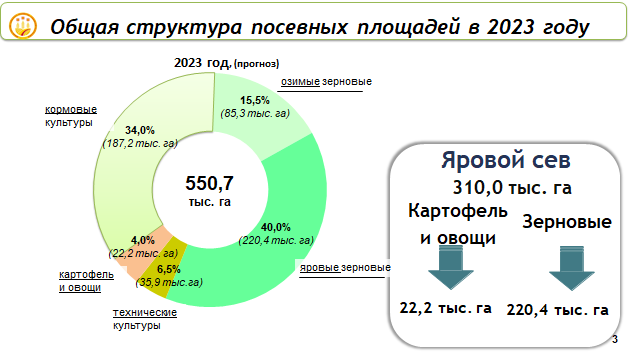 Общая структура посевных площадей в 2023 году
2023 год, (прогноз)
озимые зерновые
15,5%
(85,3 тыс. га)
кормовые
культуры
34,0%
(187,2 тыс. га)
550,7
тыс. га
40,0%
(220,4 тыс. га)
яровые зерновые
4,0%
(22,2 тыс. га)
картофель
и овощи
6,5%
(35,9 тыс.га)
технические
культуры
Яровой сев
310,0 тыс. га
Картофель
и овощи
Зерновые
22,2 тыс. га
220,4 тыс. га
3